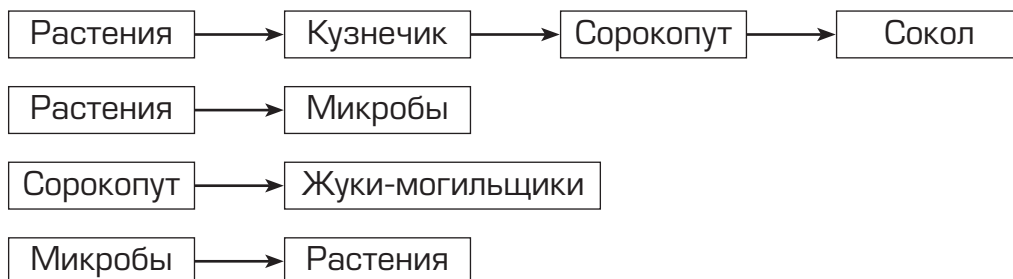 Растения Кузнечик Сорокопут Сокол
Растения Микробы
Сорокопут Жуки-могильщики
Микробы Растения